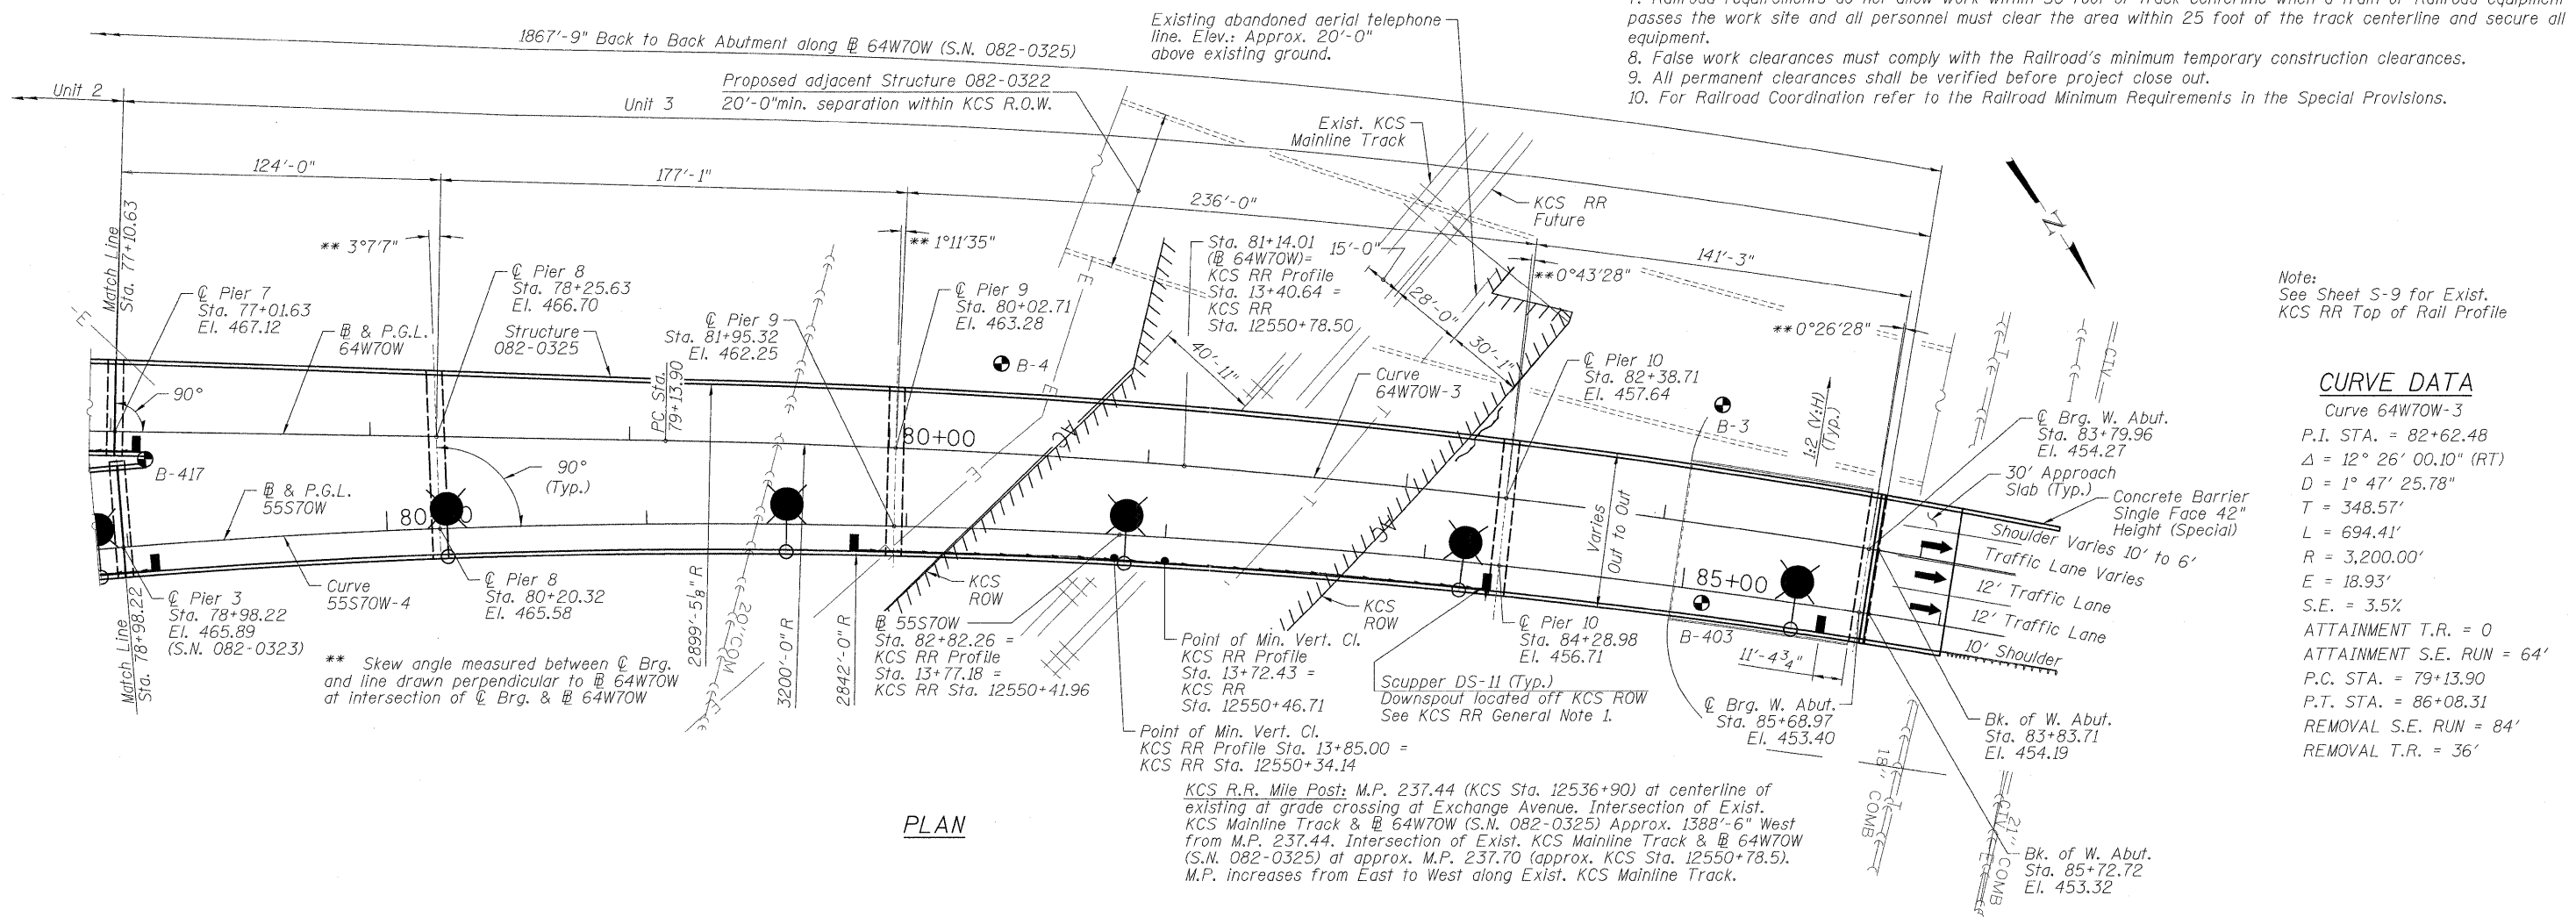 passes the work site and all personnel must clear the area within 25 foot of the track centerline and secure all
equipment.
8. False work clearances must comply with the Railroad's minimum temporary construction clearances.
9. All permanent clearances shall be verified before project close out.
10. For Railroad Coordination refer to the Railroad Minimum Requirements in the Special Provisions.
Existing abandoned aerial telephone
line. Elev.: Approx. 20'-0"
above existing ground.
1867'-9" Back to Back Abutment along ℄ 64W70W (S.N. 082-0325)
Proposed adjacent Structure 082-0322
20'-0"min. separation within KCS R.O.W.
Unit 2
Unit 3
Exist. KCS
Mainline Track
KCS RR
Future
124'-0"
177'-1"
236'-0"
141'-3"
Match Line
Sta. 77+10.63
** 3°7'7"
** 1°11'35"
**0°43'28"
**0°26'28"
℄ Pier 7
Sta. 77+01.63
El. 467.12
℄ Pier 8
Sta. 78+25.63
El. 466.70
℄ Pier 9
Sta. 81+95.32
El. 462.25
℄ Pier 9
Sta. 80+02.71
El. 463.28
Sta. 81+14.01
(℄ 64W70W)=
KCS RR Profile
Sta. 13+40.64 =
KCS RR
Sta. 12550+78.50
15'-0"
28'-0"
30'-1"
40'-11"
℄ Pier 10
Sta. 82+38.71
El. 457.64
-E-
90°
℄ & P.G.L.
64W70W
Structure
082-0325
PC Sta.
79+13.90
B-4
E
E
E
AC
AC
T
T
Curve
64W70W-3
B-3
1:2 (V:H)
(Typ.)
N
Note:
See Sheet S-9 for Exist.
KCS RR Top of Rail Profile
CURVE DATA
Curve 64W70W-3
P.I. STA. = 82+62.48
Δ = 12° 26' 00.10" (RT)
D = 1° 47' 25.78"
T = 348.57'
L = 694.41'
R = 3,200.00'
E = 18.93'
S.E. = 3.5%
ATTAINMENT T.R. = 0
ATTAINMENT S.E. RUN = 64'
P.C. STA. = 79+13.90
P.T. STA. = 86+08.31
REMOVAL S.E. RUN = 84'
REMOVAL T.R. = 36'
T
CTV
℄ Brg. W. Abut.
Sta. 83+79.96
El. 454.27
30' Approach
Slab (Typ.)
Concrete Barrier
Single Face 42"
Height (Special)
Shoulder Varies 10' to 6'
Traffic Lane Varies
12' Traffic Lane
12' Traffic Lane
10' Shoulder
B-417
℄ & P.G.L.
55S70W
90°
(Typ.)
80+00
85+00
Varies
Out to Out
Curve
55S70W-4
℄ Pier 3
Sta. 78+98.22
El. 465.89
(S.N. 082-0323)
Match Line
Sta. 78+98.22
℄ Pier 8
Sta. 80+20.32
El. 465.58
** Skew angle measured between ℄ Brg.
and line drawn perpendicular to ℄ 64W70W
at intersection of ℄ Brg. & ℄ 64W70W
2899'-5⅛" R
20" COM
3200'-0" R
2842'-0" R
KCS
ROW
℄ 55S70W
Sta. 82+82.26 =
KCS RR Profile
Sta. 13+77.18 =
KCS RR Sta. 12550+41.96
Point of Min. Vert. Cl.
KCS RR Profile
Sta. 13+72.43 =
KCS RR
Sta. 12550+46.71
KCS
ROW
Scupper DS-11 (Typ.)
Downspout located off KCS ROW
See KCS RR General Note 1.
℄ Pier 10
Sta. 84+28.98
El. 456.71
B-403
11'-4¾"
℄ Brg. W. Abut.
Sta. 85+68.97
El. 453.40
Bk. of W. Abut.
Sta. 83+83.71
El. 454.19
Point of Min. Vert. Cl.
KCS RR Profile Sta. 13+85.00 =
KCS RR Sta. 12550+34.14
18" COMB
21" COMB
CTV
Bk. of W. Abut.
Sta. 85+72.72
El. 453.32
PLAN
KCS R.R. Mile Post: M.P. 237.44 (KCS Sta. 12536+90) at centerline of
existing at grade crossing at Exchange Avenue. Intersection of Exist.
KCS Mainline Track & ℄ 64W70W (S.N. 082-0325) Approx. 1388'-6" West
from M.P. 237.44. Intersection of Exist. KCS Mainline Track & ℄ 64W70W
(S.N. 082-0325) at approx. M.P. 237.70 (approx. KCS Sta. 12550+78.5).
M.P. increases from East to West along Exist. KCS Mainline Track.